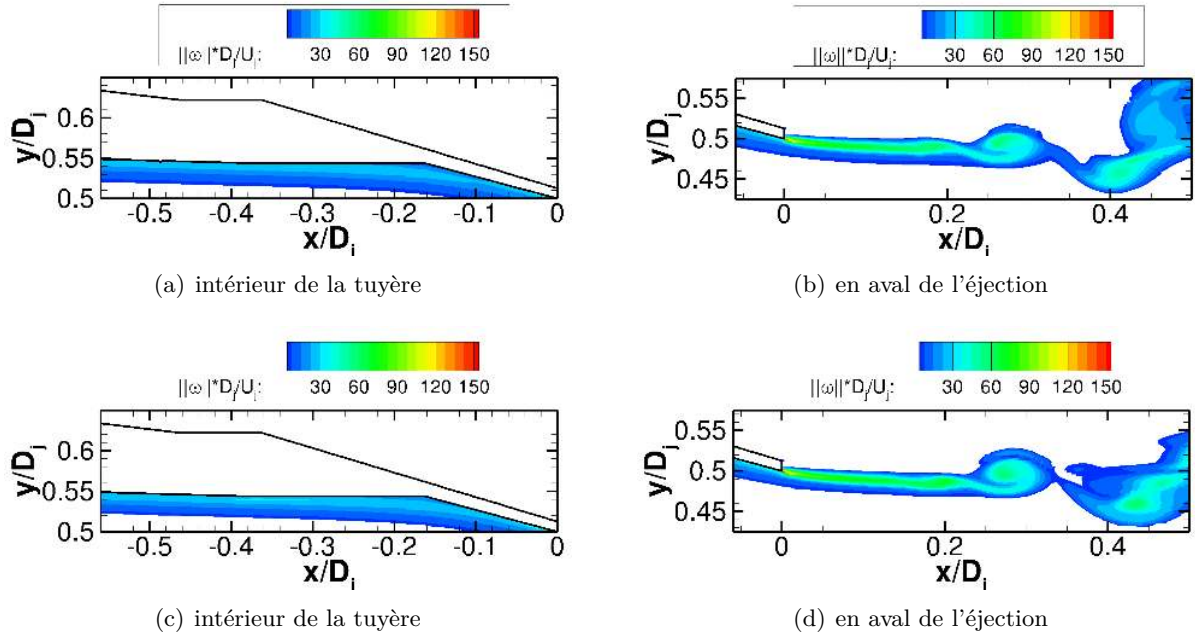 ||ω||*D_j/U_j: 30 60 90 120 150
y/D_j
0.6
0.55
0.5
-0.5 -0.4 -0.3 -0.2 -0.1 0
x/D_i
(a) intérieur de la tuyère
||ω||*D_j/U_j: 30 60 90 120 150
y/D_j
0.55
0.5
0.45
0 0.2 0.4
x/D_i
(b) en aval de l'éjection
||ω||*D_j/U_j: 30 60 90 120 150
y/D_j
0.6
0.55
0.5
-0.5 -0.4 -0.3 -0.2 -0.1 0
x/D_i
(c) intérieur de la tuyère
||ω||*D_j/U_j: 30 60 90 120 150
y/D_j
0.55
0.5
0.45
0 0.2 0.4
x/D_i
(d) en aval de l'éjection